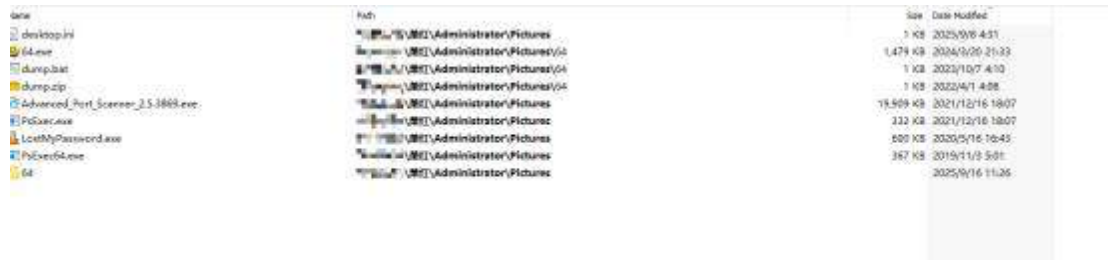 Name Path Size Date Modified
desktop.ini \Administrator\Pictures 1 KB 2025/9/8 4:31
64.exe \Administrator\Pictures\64 1,479 KB 2024/3/20 21:33
dump.bat \Administrator\Pictures\64 1 KB 2023/10/7 4:10
dump.zip \Administrator\Pictures\64 1 KB 2022/4/1 4:08
Advanced_Port_Scanner_2.5.3869.exe \Administrator\Pictures 19,909 KB 2021/12/16 18:07
PsExec.exe \Administrator\Pictures 332 KB 2021/12/16 18:07
LostMyPassword.exe \Administrator\Pictures 600 KB 2020/5/16 16:43
PsExec64.exe \Administrator\Pictures 367 KB 2019/11/3 5:01
64 \Administrator\Pictures 2025/9/16 11:26